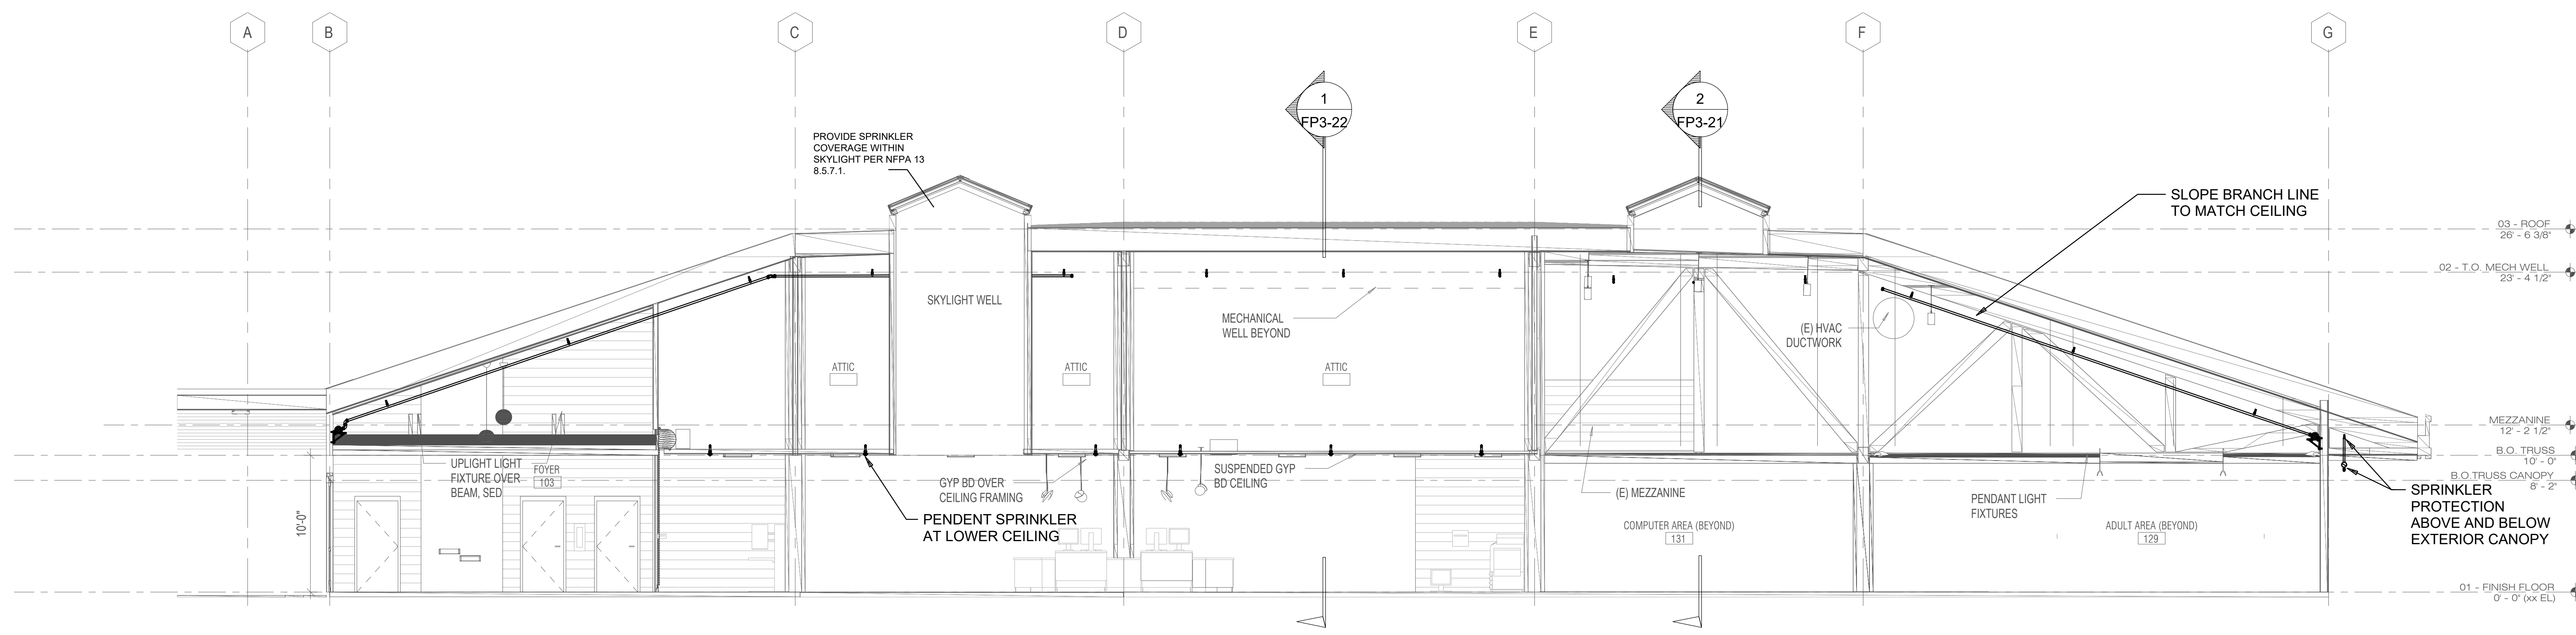 A
B
C
D
E
F
G
1
FP3-22
2
FP3-21
PROVIDE SPRINKLER
COVERAGE WITHIN
SKYLIGHT PER NFPA 13
8.5.7.1.
SLOPE BRANCH LINE
TO MATCH CEILING
03 - ROOF
26' - 6 3/8"
02 - T.O. MECH WELL
23' - 4 1/2"
SKYLIGHT WELL
MECHANICAL
WELL BEYOND
(E) HVAC
DUCTWORK
ATTIC
ATTIC
ATTIC
MEZZANINE
12' - 2 1/2"
B.O. TRUSS
10' - 0"
B.O.TRUSS CANOPY
8' - 2"
UPLIGHT LIGHT
FIXTURE OVER
BEAM, SED
FOYER
103
GYP BD OVER
CEILING FRAMING
SUSPENDED GYP
BD CEILING
(E) MEZZANINE
PENDANT LIGHT
FIXTURES
SPRINKLER
PROTECTION
ABOVE AND BELOW
EXTERIOR CANOPY
PENDENT SPRINKLER
AT LOWER CEILING
10'-0"
COMPUTER AREA (BEYOND)
131
ADULT AREA (BEYOND)
129
01 - FINISH FLOOR
0' - 0" (xx EL)